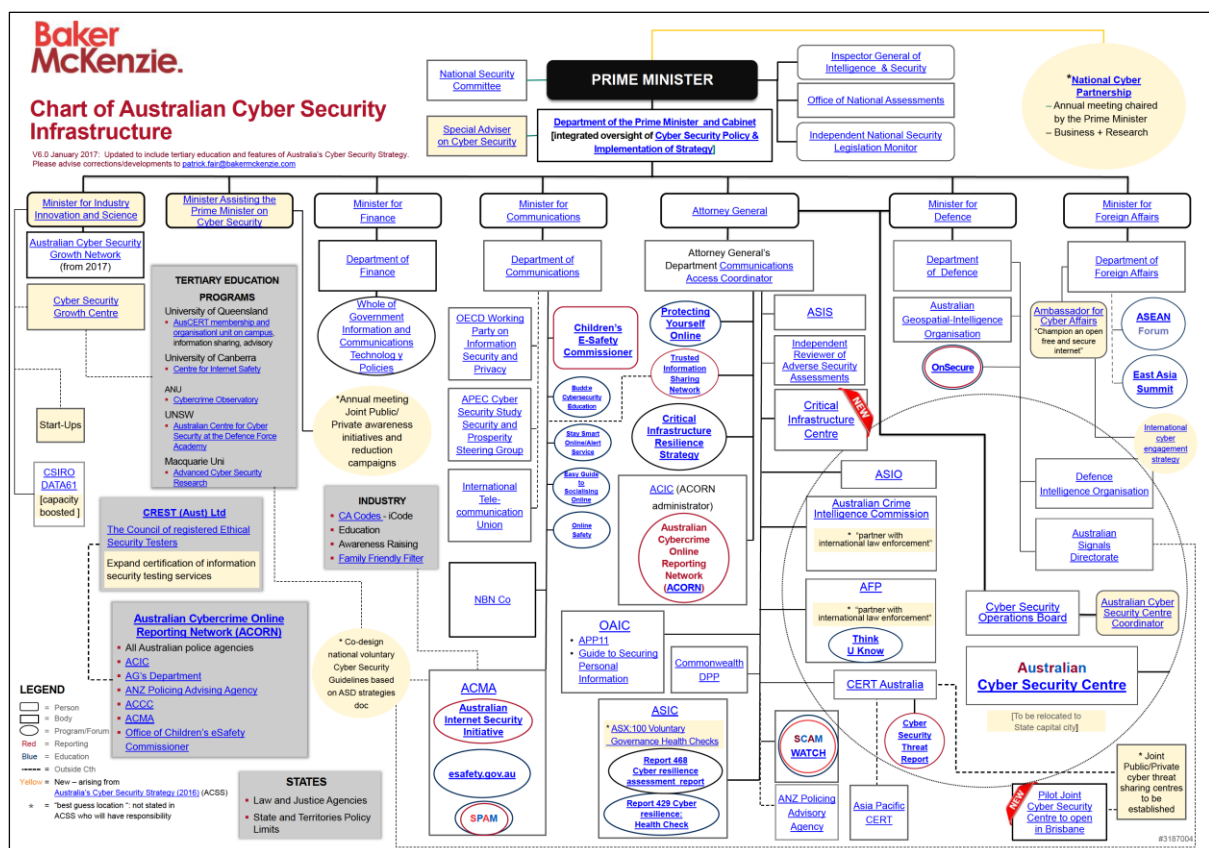 Baker
McKenzie.
Chart of Australian Cyber Security
Infrastructure
V6.0 January 2017: Updated to include tertiary education and features of Australia's Cyber Security Strategy.
Please advise corrections/developments to patrick.fair@bakermckenzie.com
National Security
Committee
PRIME MINISTER
Inspector General of
Intelligence & Security
Office of National Assessments
Independent National Security
Legislation Monitor
Special Adviser
on Cyber Security
Department of the Prime Minister and Cabinet
[integrated oversight of Cyber Security Policy &
Implementation of Strategy]
*National Cyber
Partnership
– Annual meeting chaired
by the Prime Minister
– Business + Research
Minister for Industry
Innovation and Science
Minister Assisting the
Prime Minister on
Cyber Security
Minister for
Finance
Minister for
Communications
Attorney General
Minister for
Defence
Minister for
Foreign Affairs
Australian Cyber Security
Growth Network
(from 2017)
Cyber Security
Growth Centre
Start-Ups
CSIRO
DATA61
[capacity
boosted ]
TERTIARY EDUCATION
PROGRAMS
University of Queensland
▪ AusCERT membership and
organisationl unit on campus,
information sharing, advisory
University of Canberra
▪ Centre for Internet Safety
ANU
▪ Cybercrime Observatory
UNSW
▪ Australian Centre for Cyber
Security at the Defence Force
Academy
Macquarie Uni
▪ Advanced Cyber Security
Research
Department of
Finance
Whole of
Government
Information and
Communications
Technolog y
Policies
*Annual meeting
Joint Public/
Private awareness
initiatives and
reduction
campaigns
INDUSTRY
▪ CA Codes - iCode
▪ Education
▪ Awareness Raising
▪ Family Friendly Filter
CREST (Aust) Ltd
The Council of registered Ethical
Security Testers
Expand certification of information
security testing services
Australian Cybercrime Online
Reporting Network (ACORN)
▪ All Australian police agencies
▪ ACIC
▪ AG's Department
▪ ANZ Policing Advising Agency
▪ ACCC
▪ ACMA
▪ Office of Children's eSafety
Commissioner
* Co-design
national voluntary
Cyber Security
Guidelines based
on ASD strategies
doc
STATES
▪ Law and Justice Agencies
▪ State and Territories Policy
Limits
LEGEND
= Person
= Body
= Program/Forum
Red = Reporting
Blue = Education
= Outside Cth
Yellow = New – arising from
Australia's Cyber Security Strategy (2016) (ACSS)
* = "best guess location ": not stated in
ACSS who will have responsibility
Department of
Communications
OECD Working
Party on
Information
Security and
Privacy
APEC Cyber
Security Study
Security and
Prosperity
Steering Group
International
Tele-
communication
Union
NBN Co
Children's
E-Safety
Commissioner
Budd:e
Cybersecurity
Education
Stay Smart
Online/Alert
Service
Easy Guide
to
Socialising
Online
Online
Safety
ACMA
Australian
Internet Security
Initiative
esafety.gov.au
SPAM
Attorney General's
Department Communications
Access Coordinator
Protecting
Yourself
Online
Trusted
Information
Sharing
Network
Critical
Infrastructure
Resilience
Strategy
ACIC (ACORN
administrator)
Australian
Cybercrime
Online
Reporting
Network
(ACORN)
OAIC
• APP11
• Guide to Securing
Personal
Information
Commonwealth
DPP
ASIC
* ASX:100 Voluntary
Governance Health Checks
Report 468
Cyber resilience
assessment report
Report 429 Cyber
resilience:
Health Check
ASIS
Independent
Reviewer of
Adverse Security
Assessments
Critical
Infrastructure
Centre
NEW
ASIO
Australian Crime
Intelligence Commission
* "partner with
international law enforcement"
AFP
* "partner with
international law enforcement"
Think
U Know
CERT Australia
Cyber
Security
Threat
Report
SCAM
WATCH
ANZ Policing
Advisory
Agency
Asia Pacific
CERT
Department
of Defence
Australian
Geospatial-Intelligence
Organisation
OnSecure
Defence
Intelligence Organisation
Australian
Signals
Directorate
Cyber Security
Operations Board
Australian Cyber
Security Centre
Coordinator
Australian
Cyber Security Centre
[To be relocated to
State capital city]
Department of
Foreign Affairs
Ambassador for
Cyber Affairs
"Champion an open
free and secure
internet"
ASEAN
Forum
East Asia
Summit
International
cyber
engagement
strategy
NEW
Pilot Joint
Cyber Security
Centre to open
in Brisbane
* Joint
Public/Private
cyber threat
sharing centres
to be
established
#3187004